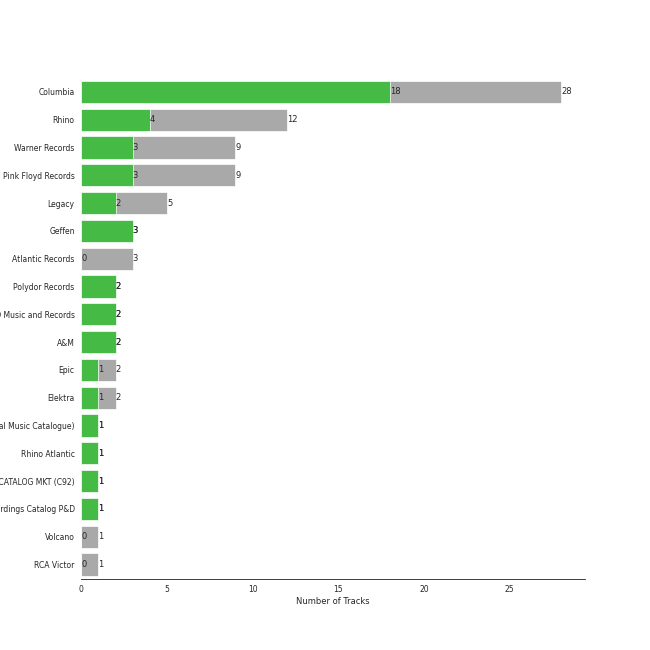 Columbia 18 28
Rhino 4 12
Warner Records 3 9
Pink Floyd Records 3 9
Legacy 2 5
Geffen 3
Atlantic Records 0 3
Polydor Records 2
Music and Records 2
A&M 2
Epic 1 2
Elektra 1 2
al Music Catalogue) 1
Rhino Atlantic 1
CATALOG MKT (C92) 1
rdings Catalog P&D 1
Volcano 0 1
RCA Victor 0 1
0 5 10 15 20 25
Number of Tracks